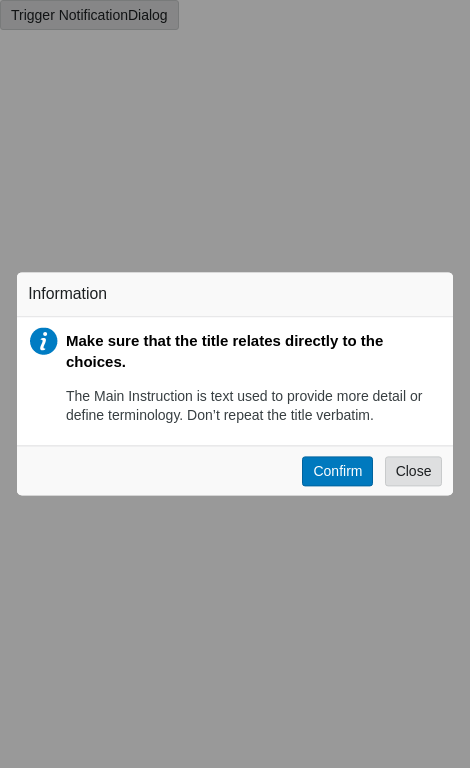 Trigger NotificationDialog
Information
Make sure that the title relates directly to the
choices.
The Main Instruction is text used to provide more detail or
define terminology. Don’t repeat the title verbatim.
Confirm Close